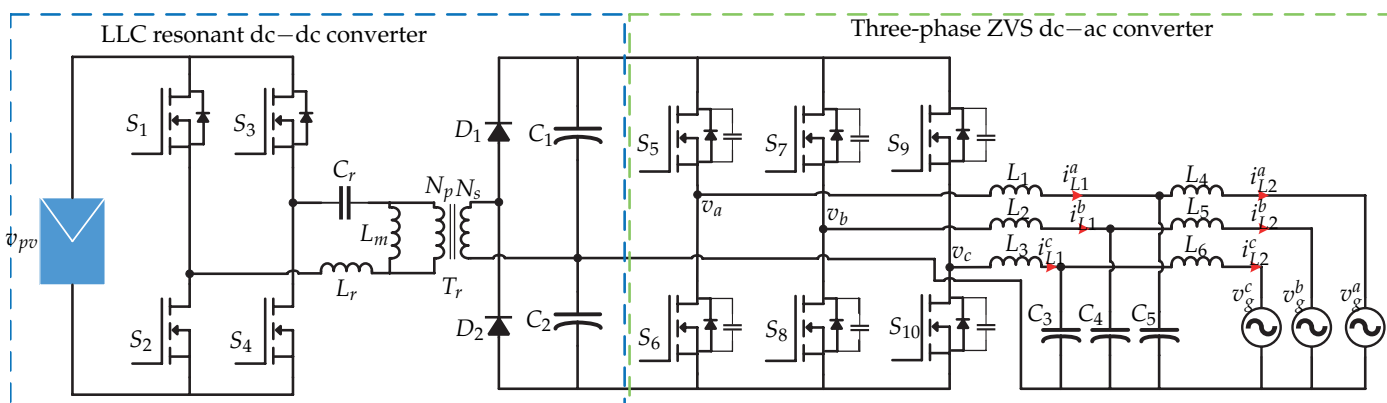 LLC resonant dc−dc converter
Three-phase ZVS dc−ac converter
S1
S3
D1
C1
S5
S7
S9
Cr
Np Ns
L1
i^a_L1
L4
i^a_L2
va
vb
L2
i^b_L1
L5
i^b_L2
vpv
Lm
vc
L3
i^c_L1
L6
i^c_L2
Lr
Tr
v^c_g
v^b_g
v^a_g
S2
S4
D2
C2
S6
S8
S10
C3
C4
C5